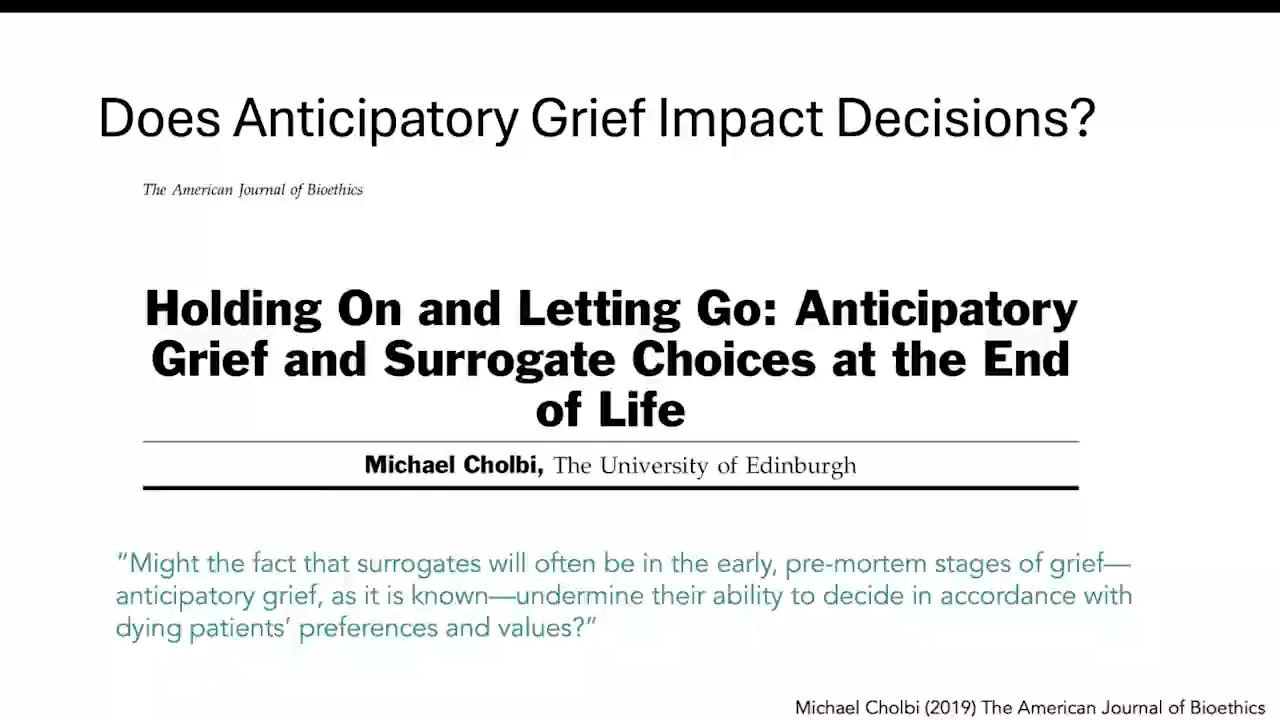 Does Anticipatory Grief Impact Decisions?
The American Journal of Bioethics
Holding On and Letting Go: Anticipatory
Grief and Surrogate Choices at the End
of Life
Michael Cholbi, The University of Edinburgh
“Might the fact that surrogates will often be in the early, pre-mortem stages of grief—
anticipatory grief, as it is known—undermine their ability to decide in accordance with
dying patients’ preferences and values?”
Michael Cholbi (2019) The American Journal of Bioethics